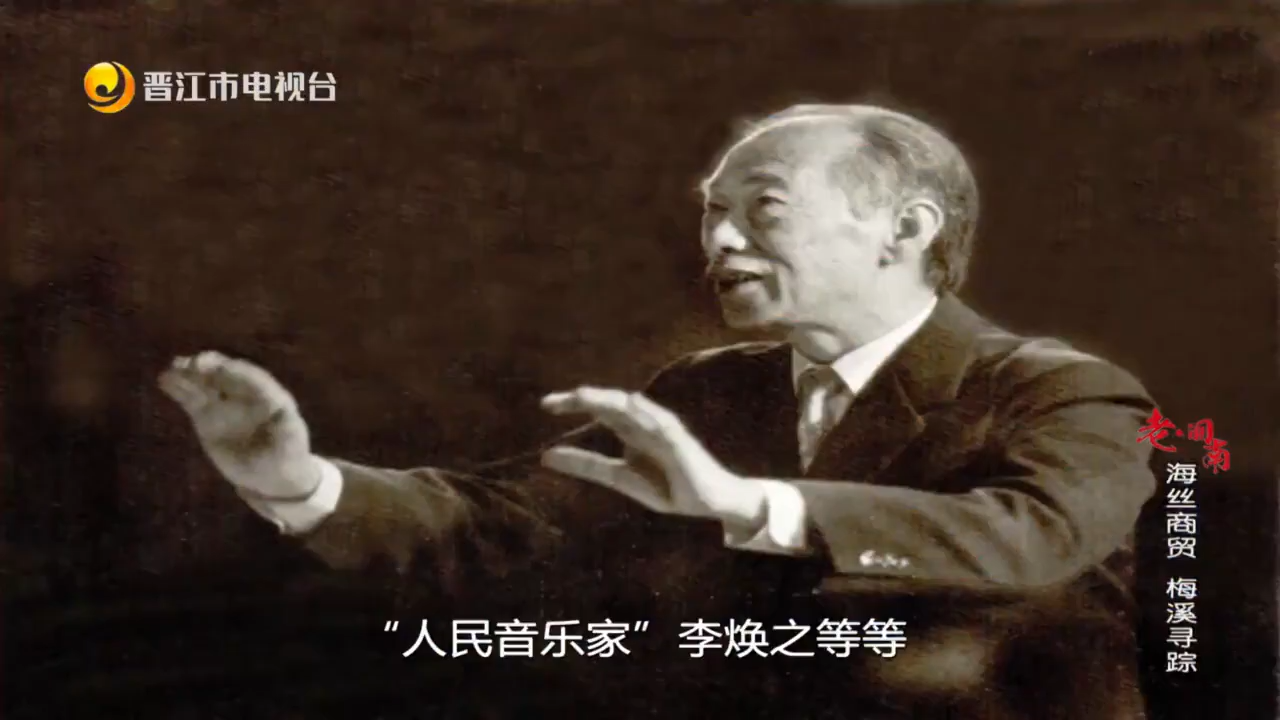 晋江市电视台
老·闽南
海丝商贸 梅溪寻踪
“人民音乐家”李焕之等等